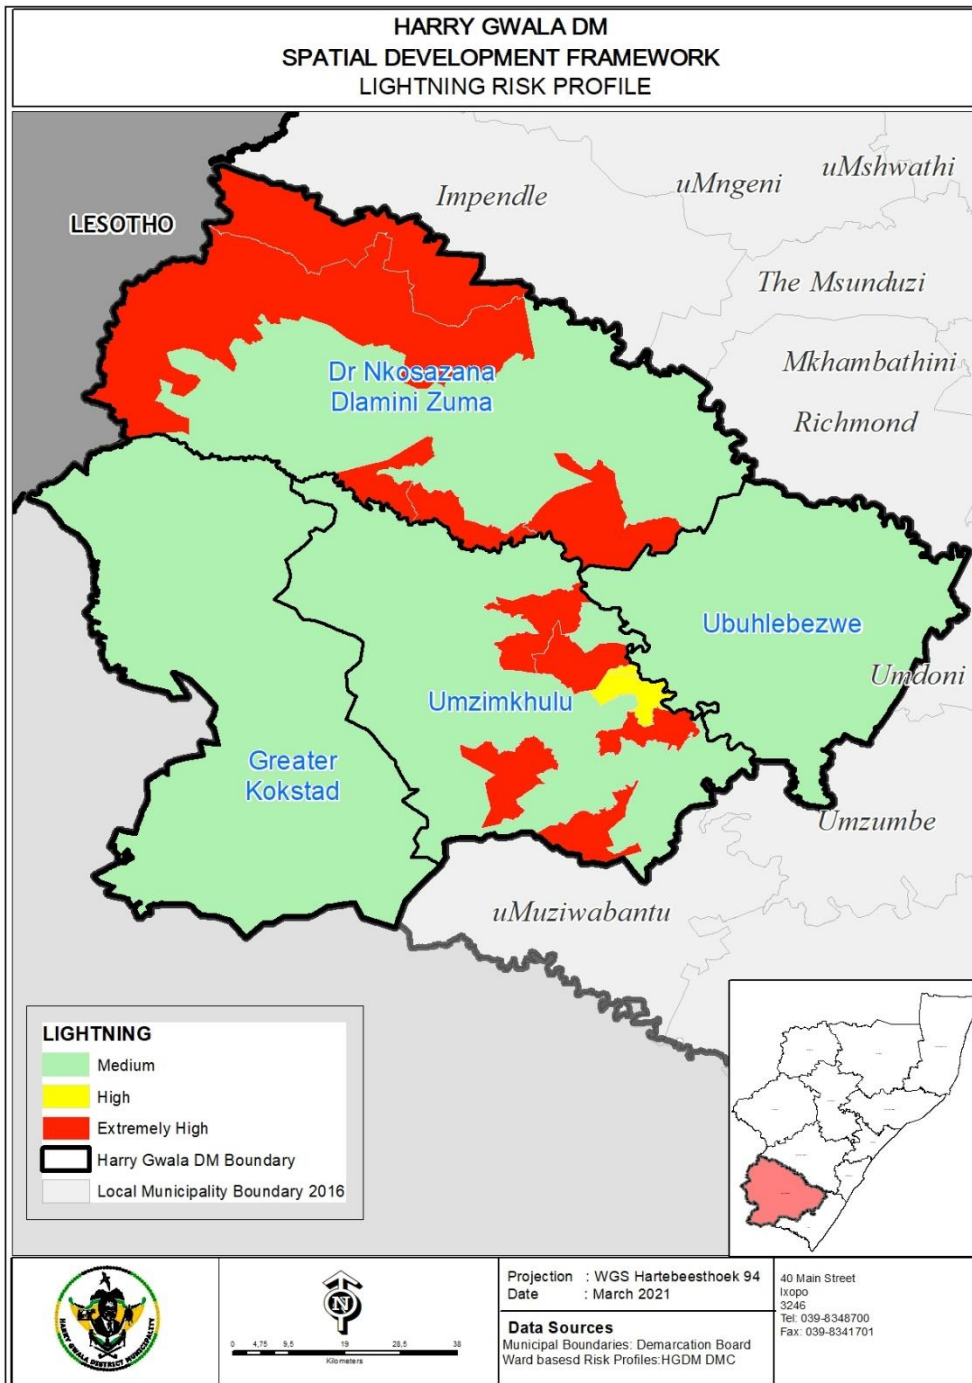 HARRY GWALA DM
SPATIAL DEVELOPMENT FRAMEWORK
LIGHTNING RISK PROFILE
uMshwathi
uMngeni
Impendle
LESOTHO
The Msunduzi
Mkhambathini
Dr Nkosazana
Dlamini Zuma
Richmond
Ubuhlebezwe
Umdoni
Umzimkhulu
Greater
Kokstad
Umzumbe
uMuziwabantu
LIGHTNING
Medium
High
Extremely High
Harry Gwala DM Boundary
Local Municipality Boundary 2016
HARRY GWALA DISTRICT MUNICIPALITY
N
0 4,75 9,5 19 28,5 38
Kilometers
Projection : WGS Hartebeesthoek 94
Date : March 2021
Data Sources
Municipal Boundaries: Demarcation Board
Ward basesd Risk Profiles:HGDM DMC
40 Main Street
Ixopo
3246
Tel: 039-8348700
Fax: 039-8341701